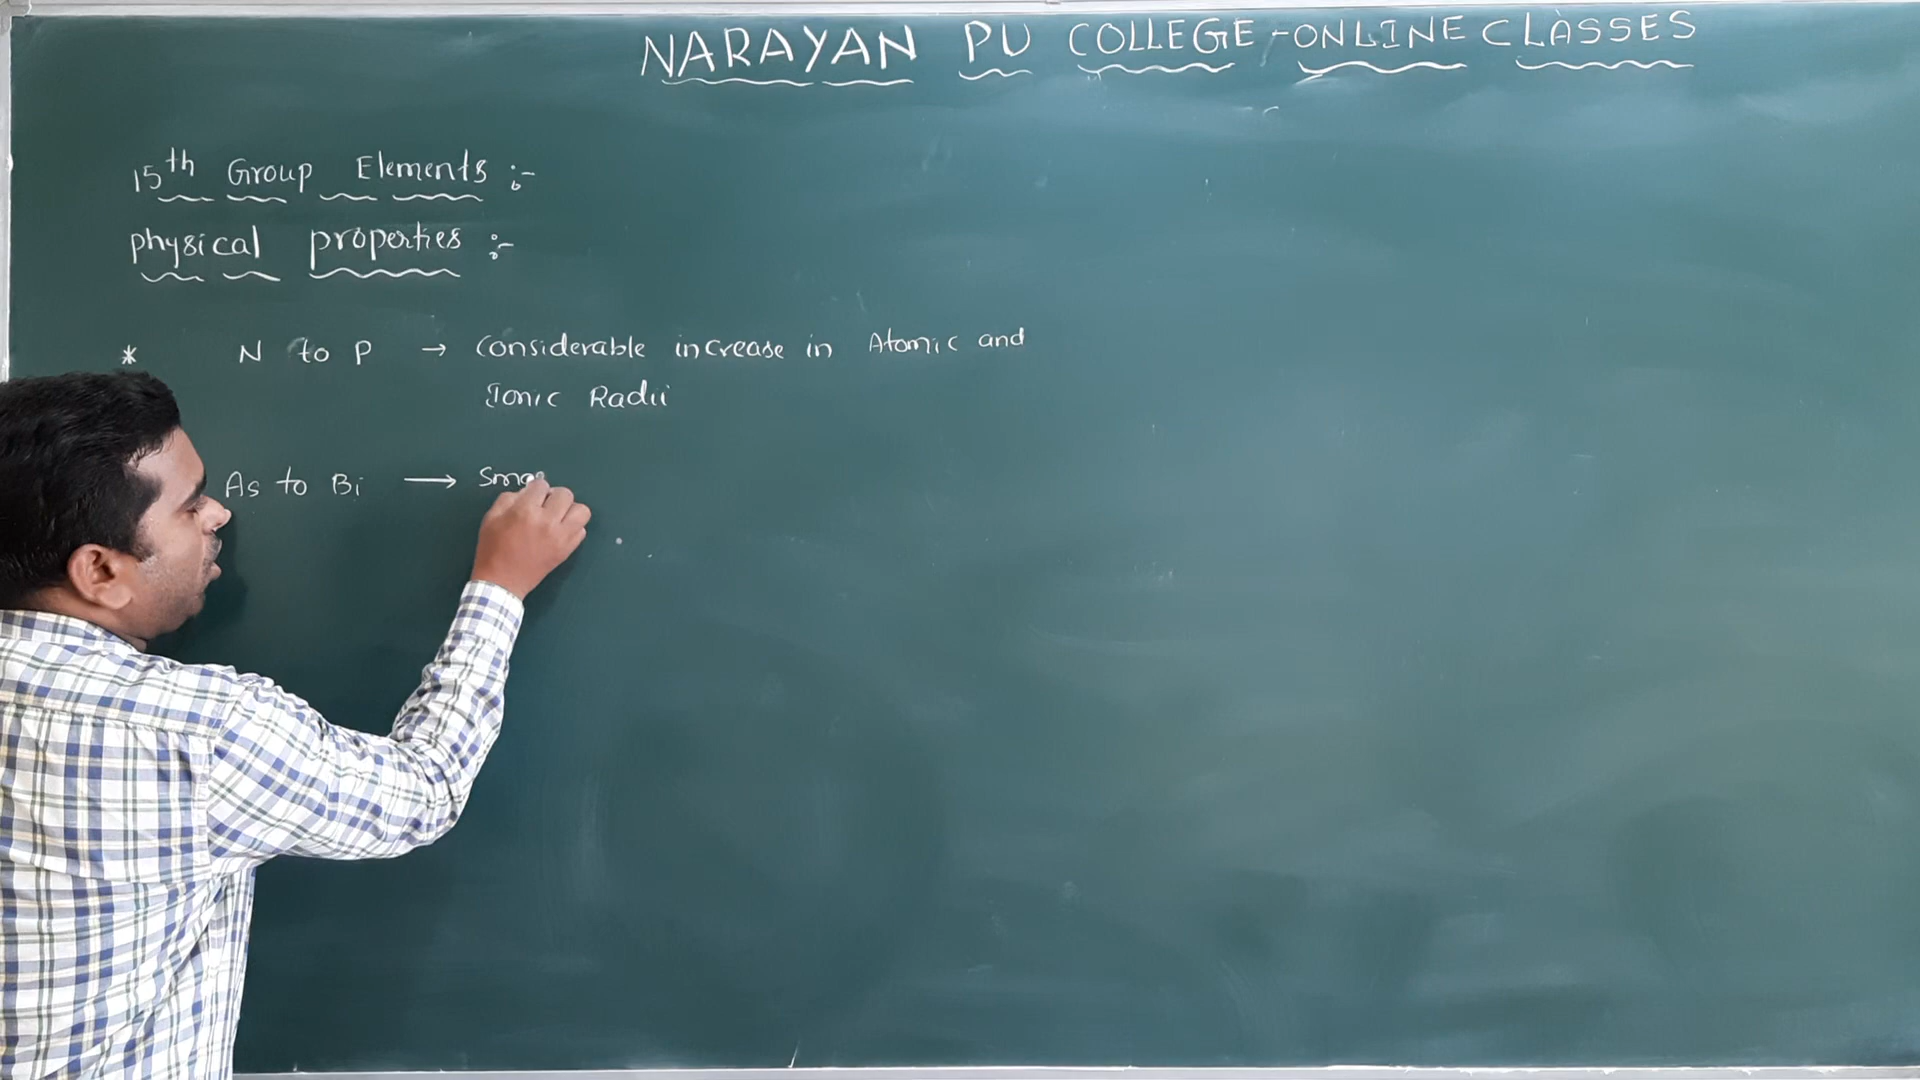 NARAYAN PU COLLEGE - ONLINE CLASSES
15th Group Elements :-
physical properties :-
* N to P → Considerable increase in Atomic and
Ionic Radii
As to Bi → Sma